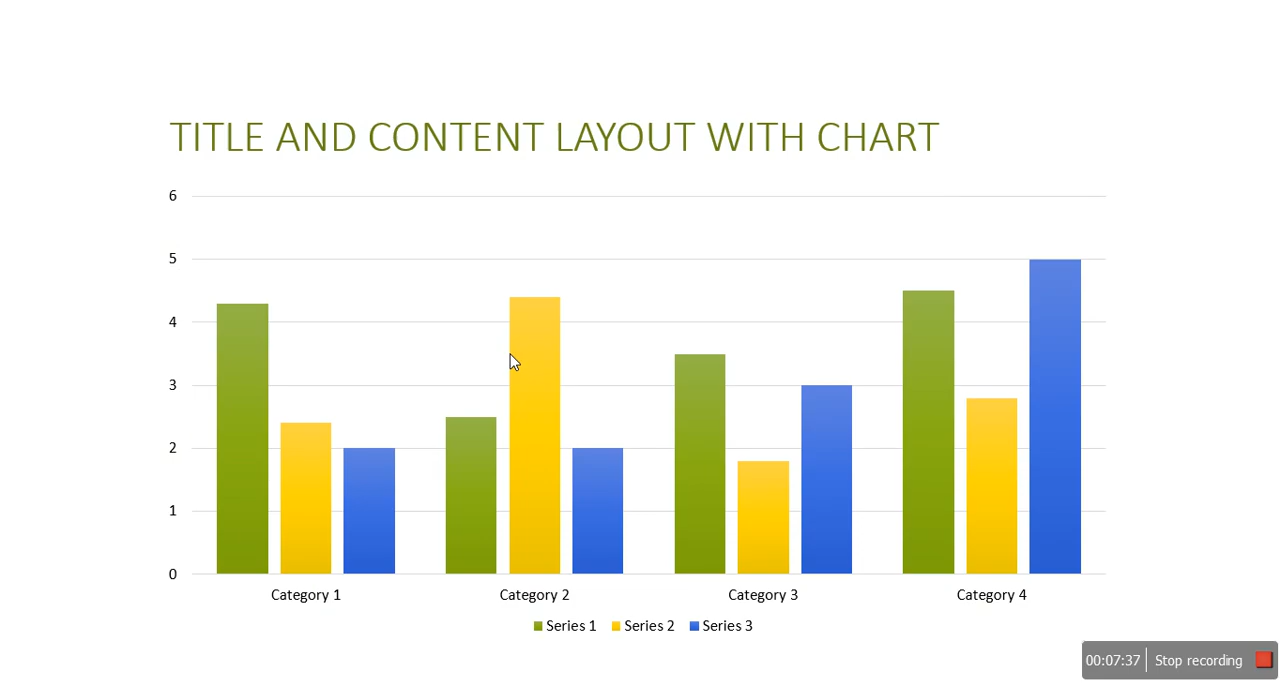 TITLE AND CONTENT LAYOUT WITH CHART
6
5
4
3
2
1
0
Category 1 Category 2 Category 3 Category 4
Series 1 Series 2 Series 3
00:07:37 Stop recording